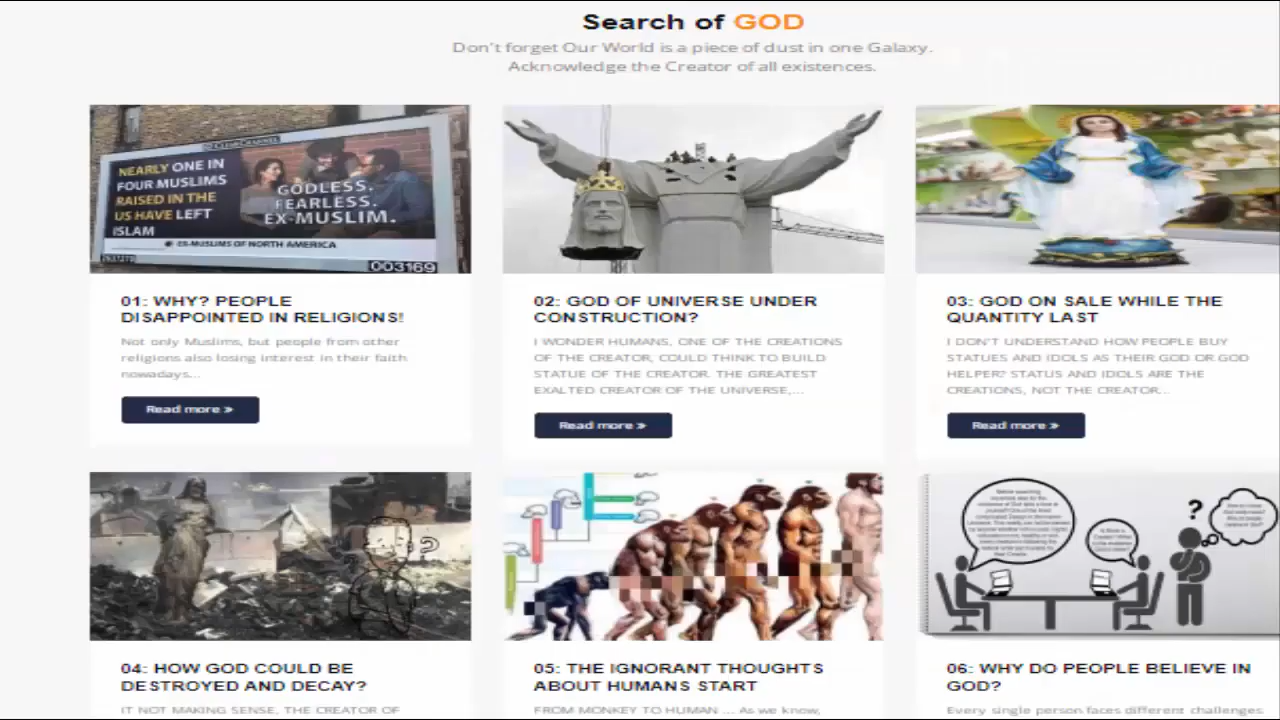 Search of GOD
Don't forget Our World is a piece of dust in one Galaxy.
Acknowledge the Creator of all existences.
CLEAR CHANNEL
NEARLY ONE IN
FOUR MUSLIMS
RAISED IN THE
US HAVE LEFT
ISLAM
GODLESS.
FEARLESS.
EX-MUSLIM.
EX-MUSLIMS OF NORTH AMERICA
003169
01: WHY? PEOPLE
DISAPPOINTED IN RELIGIONS!
Not only Muslims, but people from other
religions also losing interest in their faith
nowadays...
Read more »
02: GOD OF UNIVERSE UNDER
CONSTRUCTION?
I WONDER HUMANS, ONE OF THE CREATIONS
OF THE CREATOR, COULD THINK TO BUILD
STATUE OF THE CREATOR. THE GREATEST
EXALTED CREATOR OF THE UNIVERSE,...
Read more »
03: GOD ON SALE WHILE THE
QUANTITY LAST
I DON'T UNDERSTAND HOW PEOPLE BUY
STATUES AND IDOLS AS THEIR GOD OR GOD
HELPER? STATUS AND IDOLS ARE THE
CREATIONS, NOT THE CREATOR...
Read more »
?
?
04: HOW GOD COULD BE
DESTROYED AND DECAY?
IT NOT MAKING SENSE, THE CREATOR OF
05: THE IGNORANT THOUGHTS
ABOUT HUMANS START
FROM MONKEY TO HUMAN ... As we know,
06: WHY DO PEOPLE BELIEVE IN
GOD?
Every single person faces different challenges